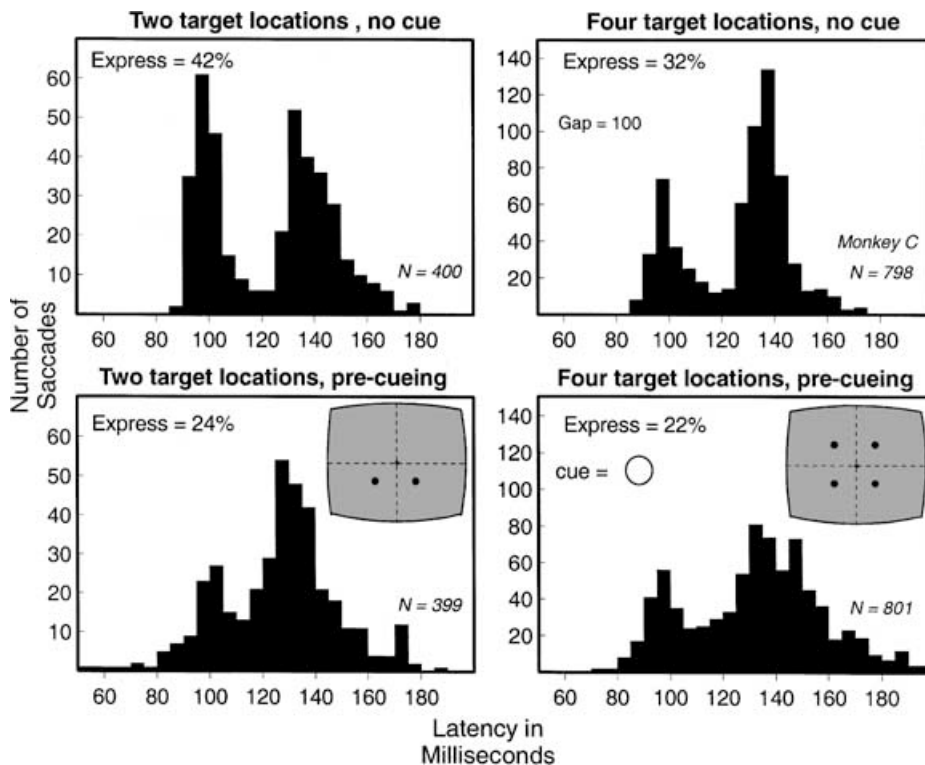 Two target locations , no cue
Express = 42%
60
50
40
30
20
10
N = 400
60 80 100 120 140 160 180
Four target locations, no cue
140
120
100
80
60
40
20
Express = 32%
Gap = 100
Monkey C
N = 798
60 80 100 120 140 160 180
Number of
Saccades
Two target locations, pre-cueing
Express = 24%
60
50
40
30
20
10
N = 399
60 80 100 120 140 160 180
Four target locations, pre-cueing
140
120
100
80
60
40
20
Express = 22%
cue =
N = 801
60 80 100 120 140 160 180
Latency in
Milliseconds